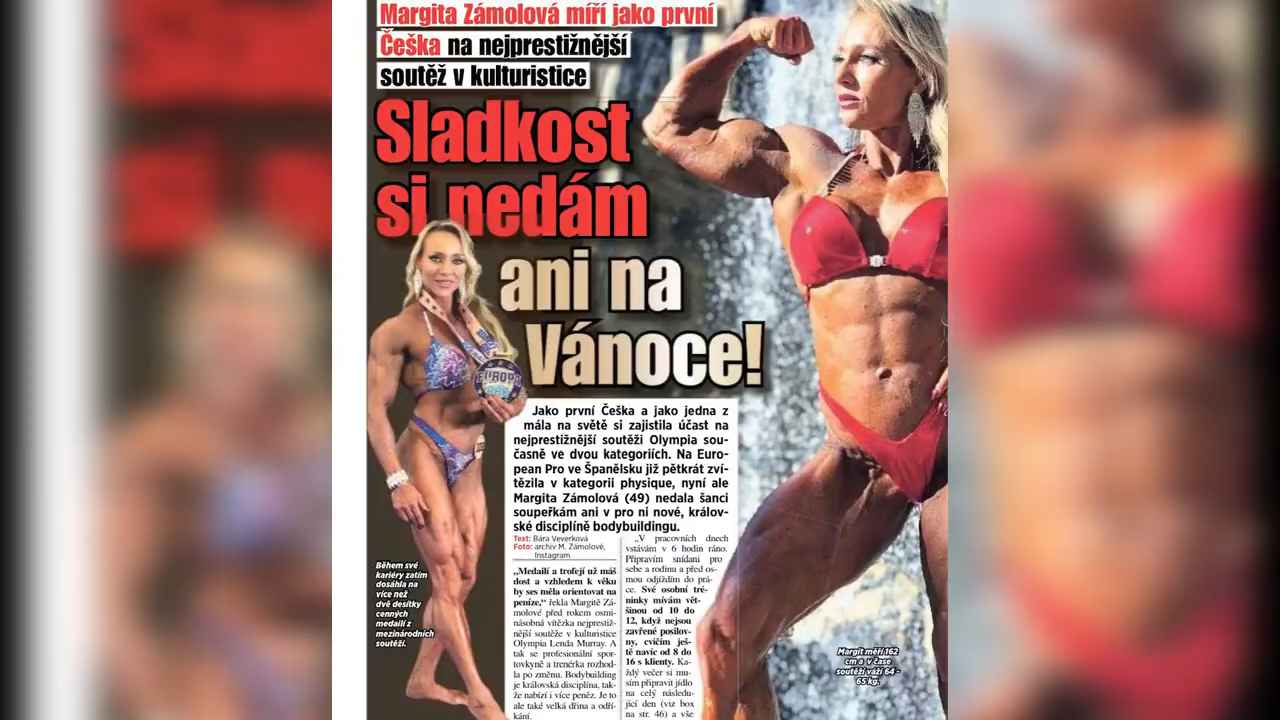 Margita Zámolová míří jako první
Češka na nejprestižnější
soutěž v kulturistice
Sladkost
si nedám
ani na
Vánoce!
EUROPA
Jako první Češka a jako jedna z
mála na světě si zajistila účast na
nejprestižnější soutěži Olympia sou-
časně ve dvou kategoriích. Na Euro-
pean Pro ve Španělsku již pětkrát zví-
tězila v kategorii physique, nyní ale
Margita Zámolová (49) nedala šanci
soupeřkám ani v pro ni nové, králov-
ské disciplíně bodybuildingu.
Text: Bára Veverková
Foto: archiv M. Zámolové,
Instagram
„Medailí a trofejí už máš
dost a vzhledem k věku
by ses měla orientovat na
peníze,“ řekla Margitě Zá-
molové před rokem osmi-
násobná vítězka nejprestiž-
nější soutěže v kulturistice
Olympia Lenda Murray. A
tak se profesionální spor-
tovkyně a trenérka rozhod-
la po změnu. Bodybuilding
je královská disciplína, tak-
že nabízí i více peněz. Je to
ale také velká dřina a odří-
kání.
„V pracovních dnech
vstávám v 6 hodin ráno.
Připravím snídani pro
sebe a rodinu a před os-
mou odjíždím do prá-
ce. Své osobní tré-
ninky mívám vět-
šinou od 10 do
12, když nejsou
zavřené posilov-
ny, cvičím ješ-
tě navíc od 8 do
16 s klienty. Ka-
ždý večer si mu-
sím připravit jídlo
na celý následu-
jící den (viz box
na str. 46) a vše
Během své
kariéry zatím
dosáhla na
více než
dvě desítky
cenných
medailí z
mezinárodních
soutěží.
Margit měří 162
cm a v čase
soutěží váží 64 -
65 kg.